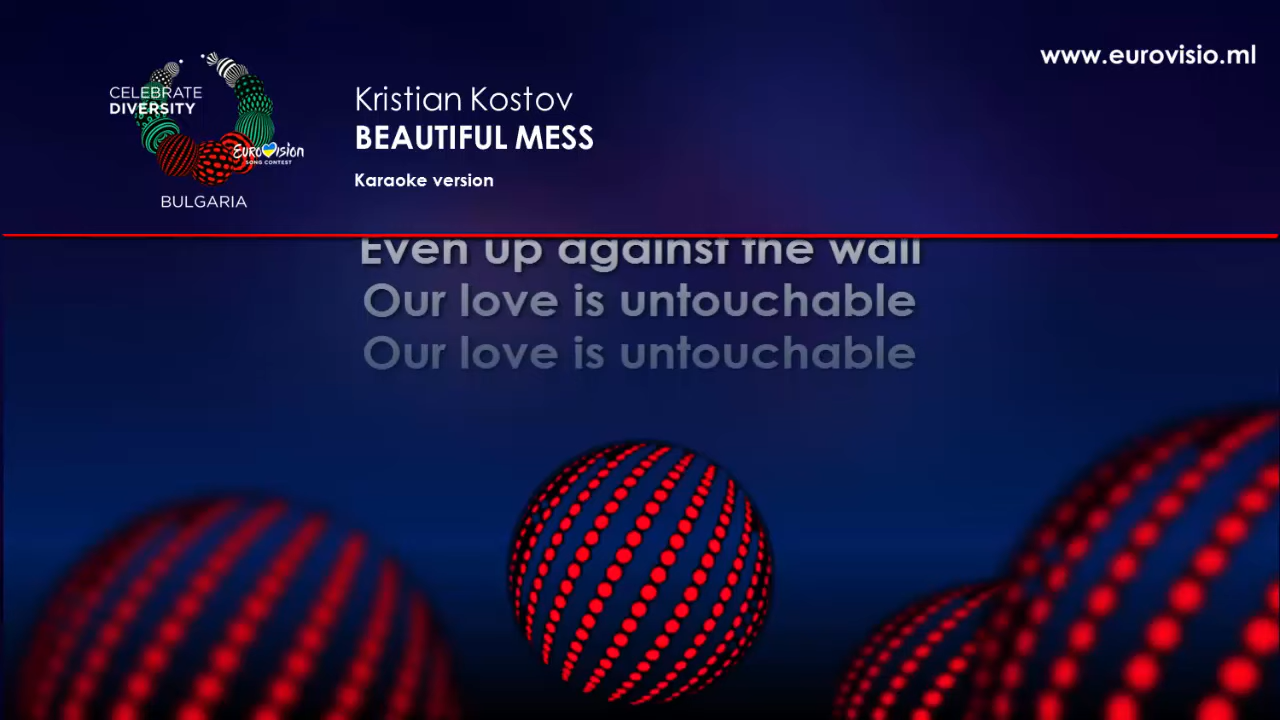 www.eurovisio.ml
CELEBRATE
DIVERSITY
EUROVISION
SONG CONTEST
BULGARIA
Kristian Kostov
BEAUTIFUL MESS
Karaoke version
Even up against the wall
Our love is untouchable
Our love is untouchable